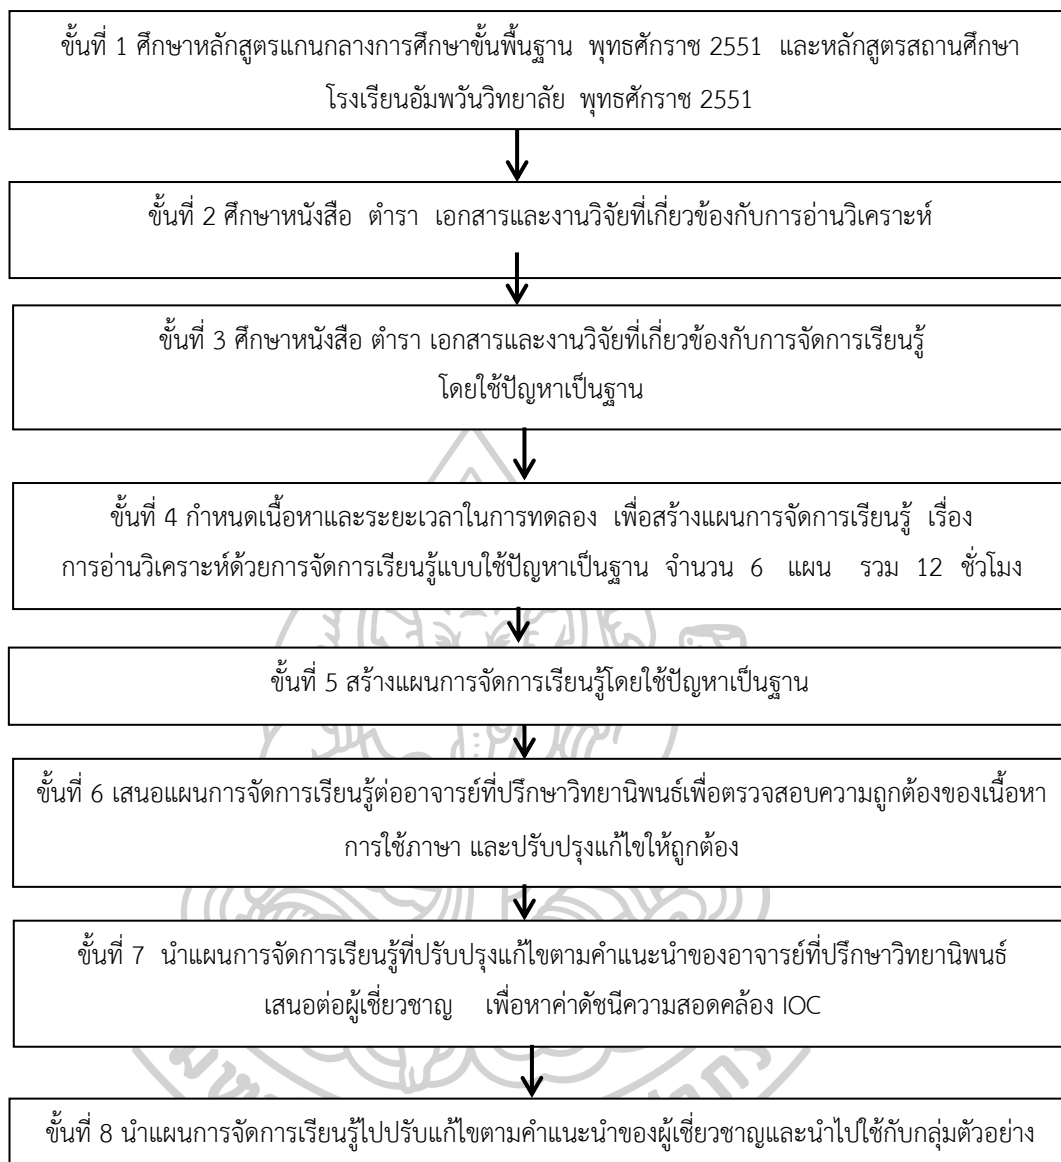 ขั้นที่ 1 ศึกษาหลักสูตรแกนกลางการศึกษาขั้นพื้นฐาน พุทธศักราช 2551 และหลักสูตรสถานศึกษา
โรงเรียนอัมพวันวิทยาลัย พุทธศักราช 2551
ขั้นที่ 2 ศึกษาหนังสือ ตำรา เอกสารและงานวิจัยที่เกี่ยวข้องกับการอ่านวิเคราะห์
ขั้นที่ 3 ศึกษาหนังสือ ตำรา เอกสารและงานวิจัยที่เกี่ยวข้องกับการจัดการเรียนรู้
โดยใช้ปัญหาเป็นฐาน
ขั้นที่ 4 กำหนดเนื้อหาและระยะเวลาในการทดลอง เพื่อสร้างแผนการจัดการเรียนรู้ เรื่อง
การอ่านวิเคราะห์ด้วยการจัดการเรียนรู้แบบใช้ปัญหาเป็นฐาน จำนวน 6 แผน รวม 12 ชั่วโมง
ขั้นที่ 5 สร้างแผนการจัดการเรียนรู้โดยใช้ปัญหาเป็นฐาน
ขั้นที่ 6 เสนอแผนการจัดการเรียนรู้ต่ออาจารย์ที่ปรึกษาวิทยานิพนธ์เพื่อตรวจสอบความถูกต้องของเนื้อหา
การใช้ภาษา และปรับปรุงแก้ไขให้ถูกต้อง
ขั้นที่ 7 นำแผนการจัดการเรียนรู้ที่ปรับปรุงแก้ไขตามคำแนะนำของอาจารย์ที่ปรึกษาวิทยานิพนธ์
เสนอต่อผู้เชี่ยวชาญ เพื่อหาค่าดัชนีความสอดคล้อง IOC
ขั้นที่ 8 นำแผนการจัดการเรียนรู้ไปปรับแก้ไขตามคำแนะนำของผู้เชี่ยวชาญและนำไปใช้กับกลุ่มตัวอย่าง